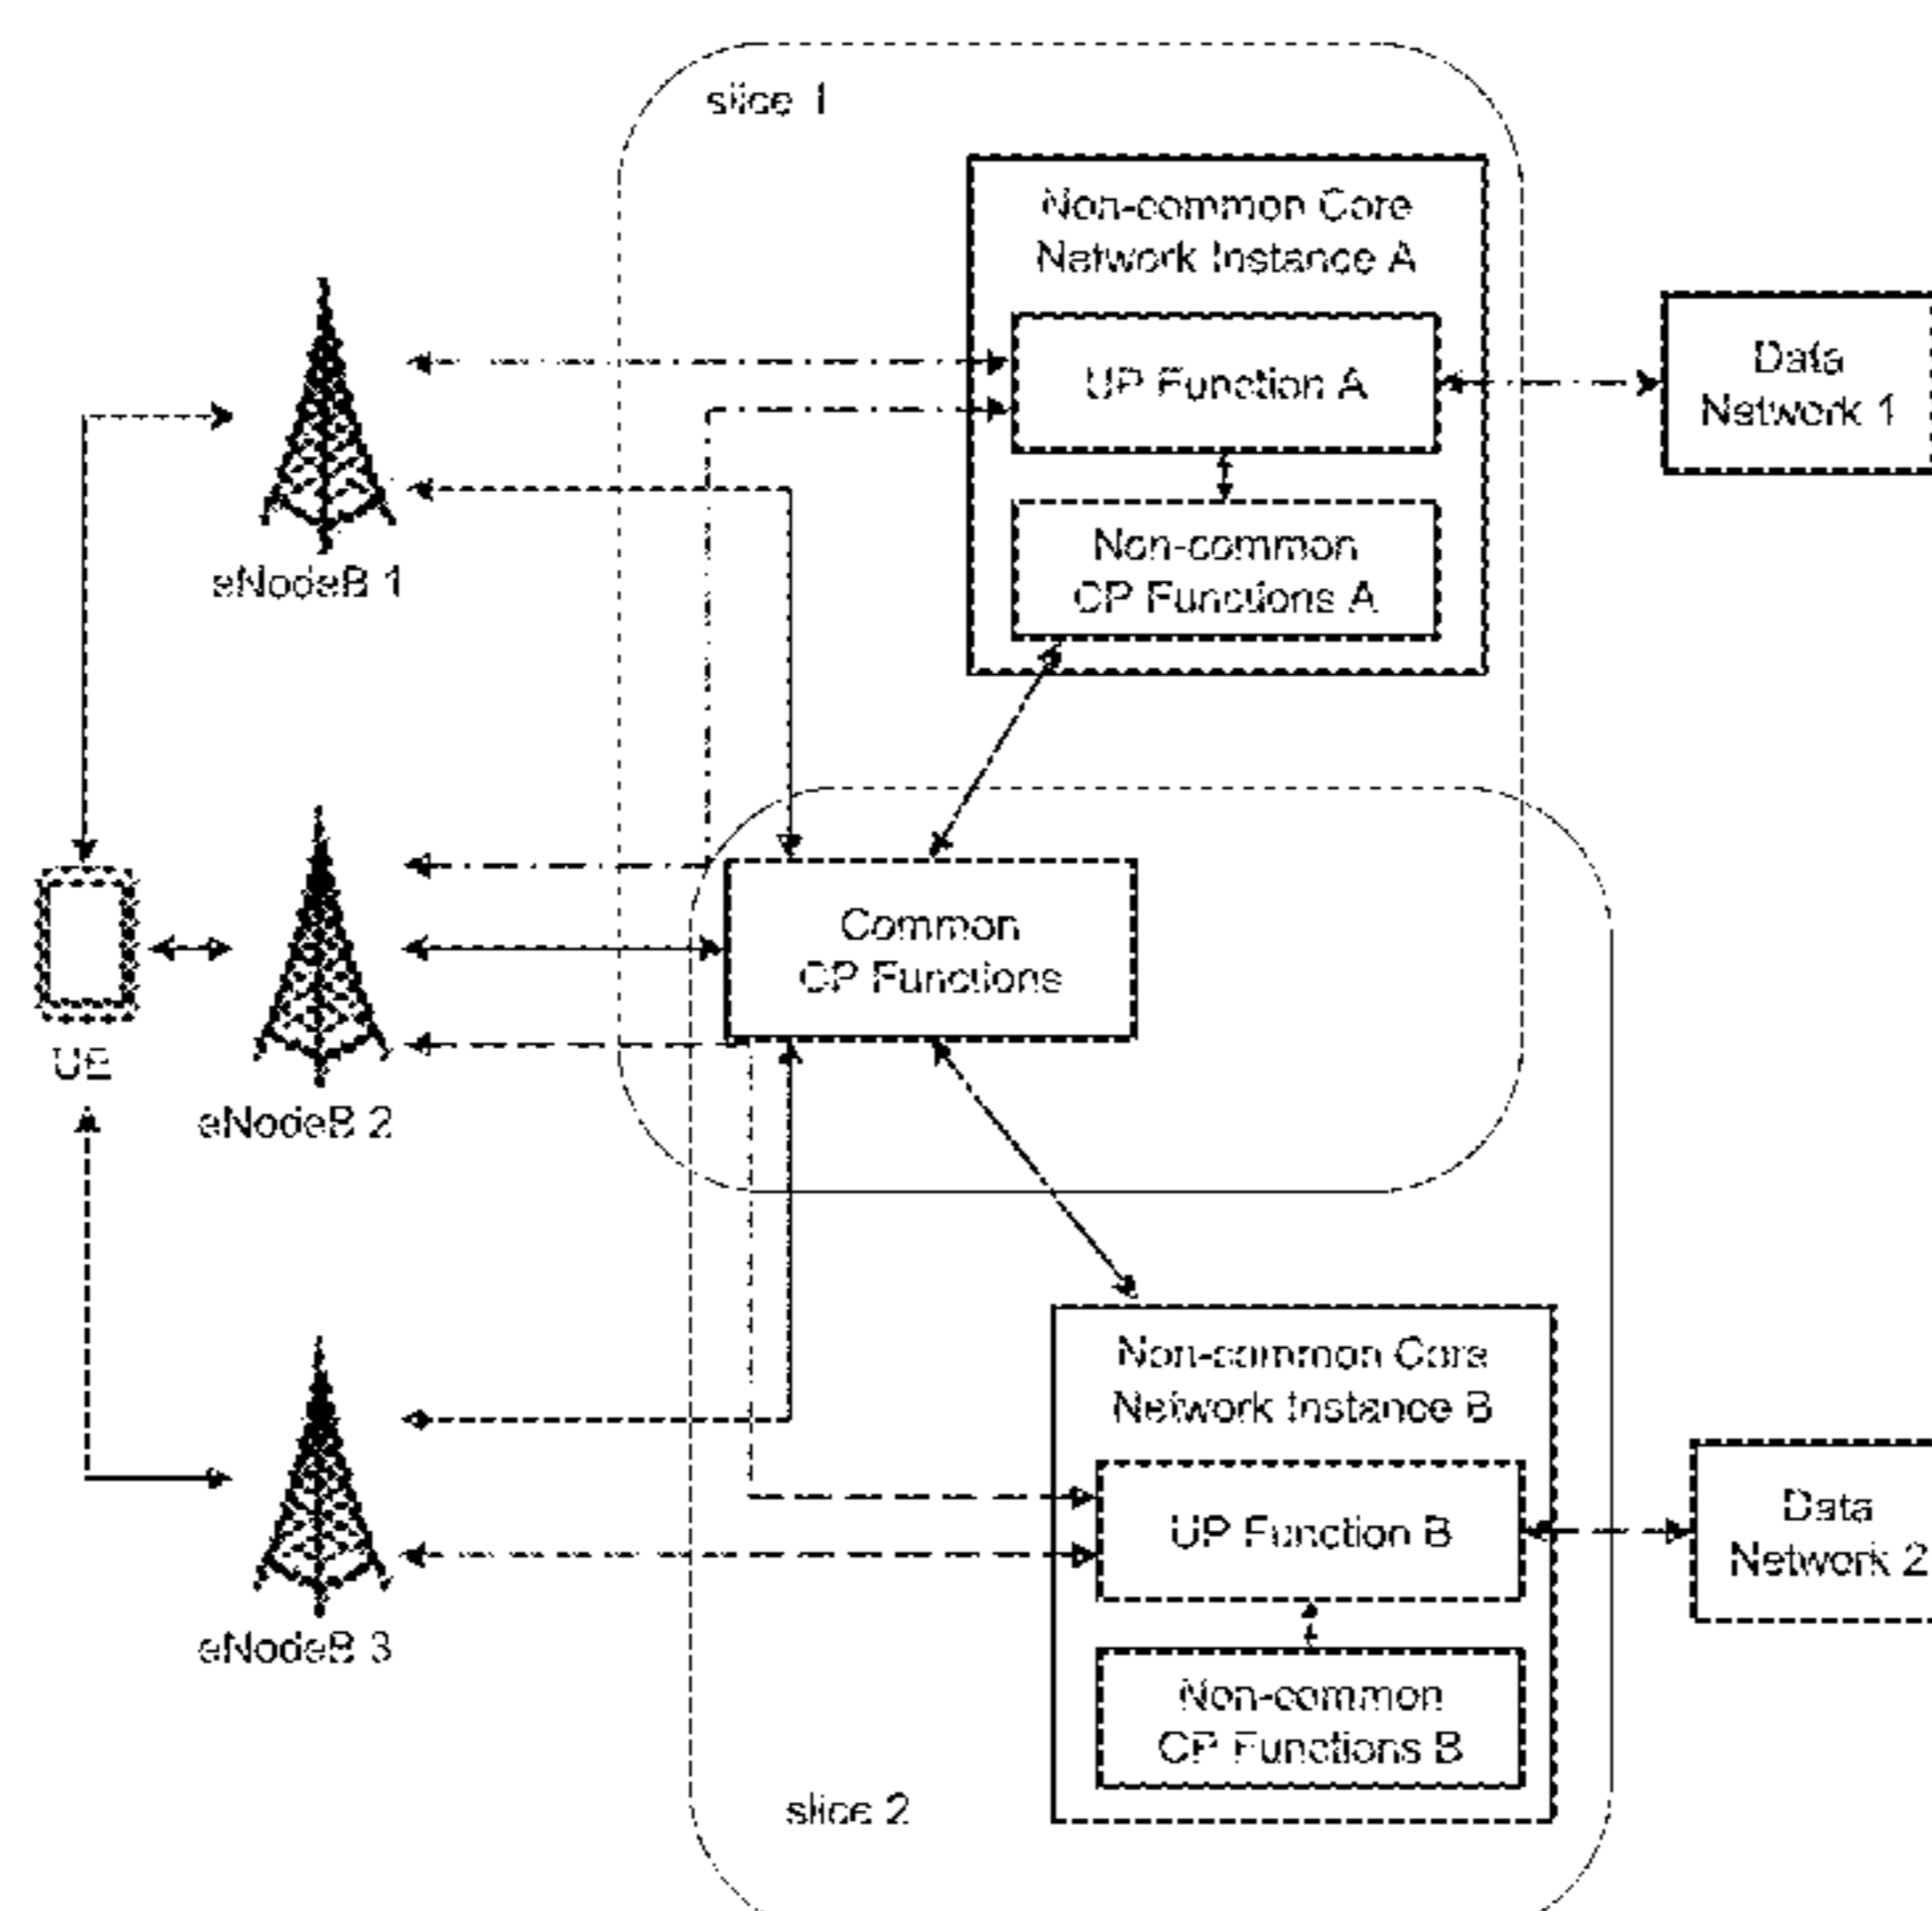 slice 1
Non-common Core
Network Instance A
UP Function A
Data
Network 1
Non-common
CP Functions A
eNodeB 1
Common
CP Functions
UE
eNodeB 2
Non-common Core
Network Instance B
UP Function B
Data
Network 2
eNodeB 3
Non-common
CP Functions B
slice 2